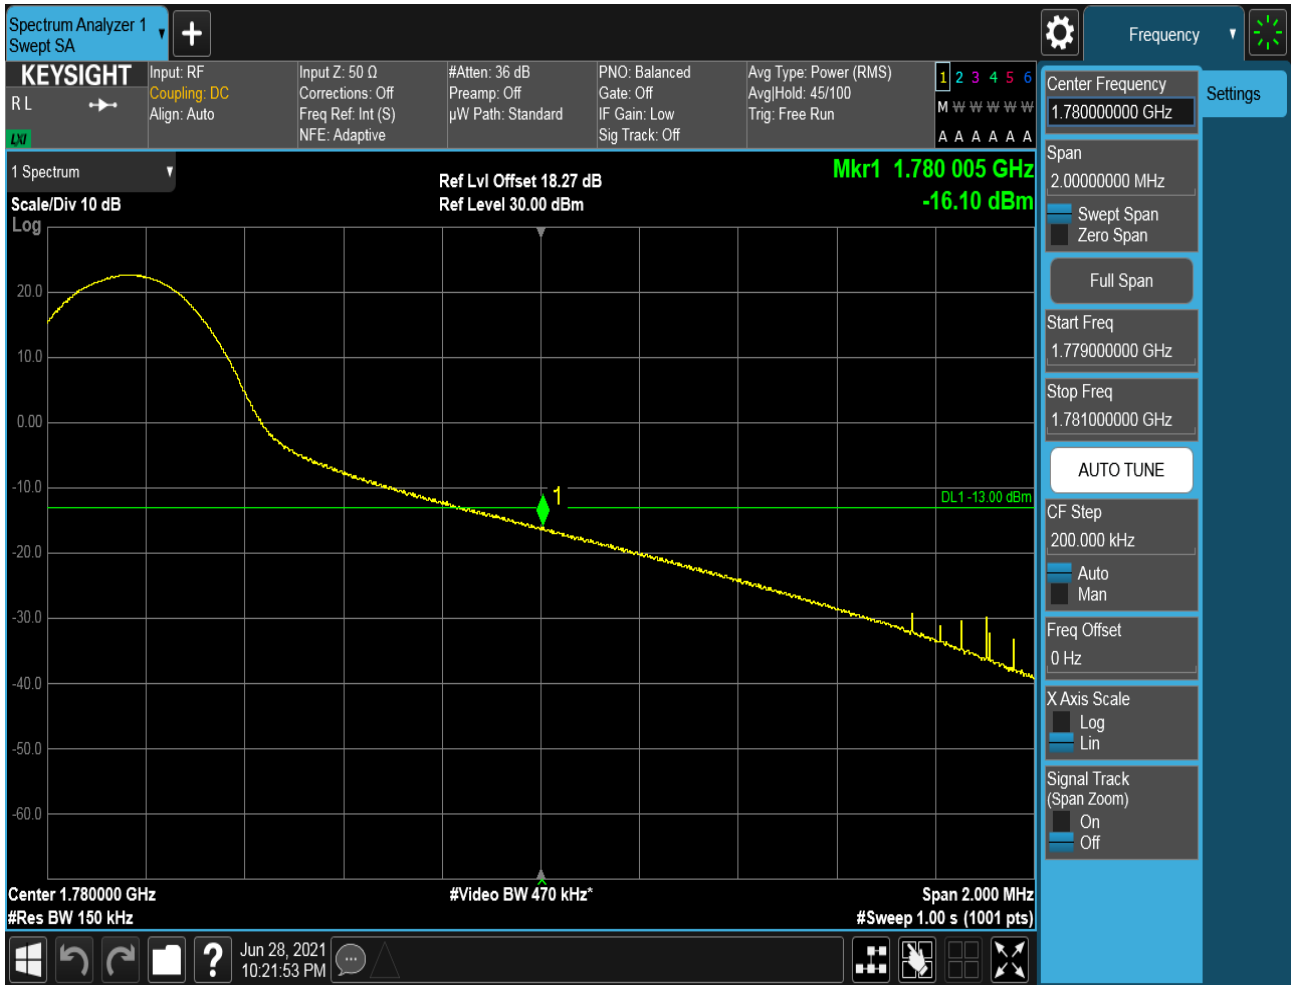 Spectrum Analyzer 1
Swept SA
Frequency
KEYSIGHT
R L
LXI
Input: RF
Coupling: DC
Align: Auto
Input Z: 50 Ω
Corrections: Off
Freq Ref: Int (S)
NFE: Adaptive
#Atten: 36 dB
Preamp: Off
µW Path: Standard
PNO: Balanced
Gate: Off
IF Gain: Low
Sig Track: Off
Avg Type: Power (RMS)
Avg|Hold: 45/100
Trig: Free Run
1 2 3 4 5 6
M W W W W W
A A A A A A
1 Spectrum
Scale/Div 10 dB
Log
Ref Lvl Offset 18.27 dB
Ref Level 30.00 dBm
Mkr1 1.780 005 GHz
-16.10 dBm
20.0
10.0
0.00
-10.0
-20.0
-30.0
-40.0
-50.0
-60.0
1
DL1 -13.00 dBm
Center 1.780000 GHz
#Res BW 150 kHz
#Video BW 470 kHz*
Span 2.000 MHz
#Sweep 1.00 s (1001 pts)
Jun 28, 2021
10:21:53 PM
Center Frequency
1.780000000 GHz
Settings
Span
2.00000000 MHz
Swept Span
Zero Span
Full Span
Start Freq
1.779000000 GHz
Stop Freq
1.781000000 GHz
AUTO TUNE
CF Step
200.000 kHz
Auto
Man
Freq Offset
0 Hz
X Axis Scale
Log
Lin
Signal Track
(Span Zoom)
On
Off